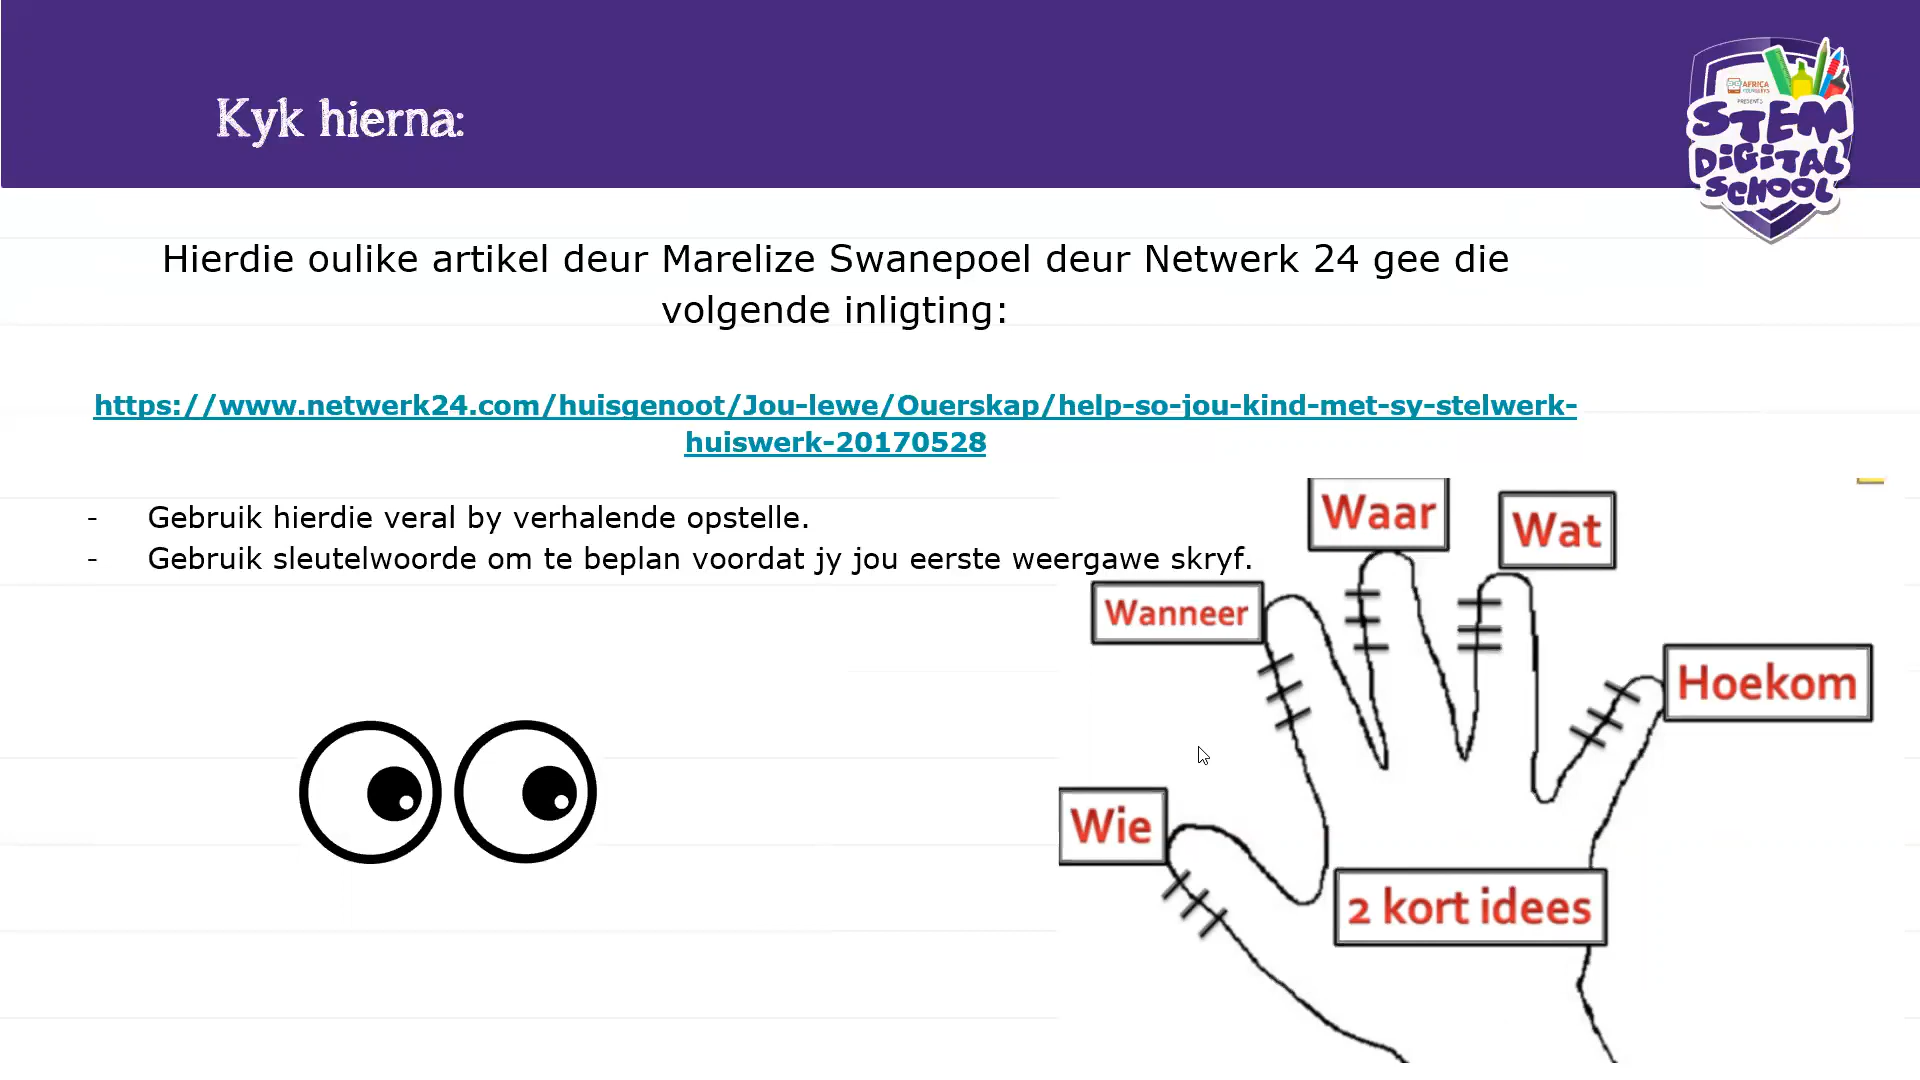 Kyk hierna:
AFRICA
PRESENTS
STEM
DIGITAL
SCHOOL
Hierdie oulike artikel deur Marelize Swanepoel deur Netwerk 24 gee die
volgende inligting:
https://www.netwerk24.com/huisgenoot/Jou-lewe/Ouerskap/help-so-jou-kind-met-sy-stelwerk-
huiswerk-20170528
- Gebruik hierdie veral by verhalende opstelle.
- Gebruik sleutelwoorde om te beplan voordat jy jou eerste weergawe skryf.
Waar
Wat
Wanneer
Hoekom
Wie
2 kort idees